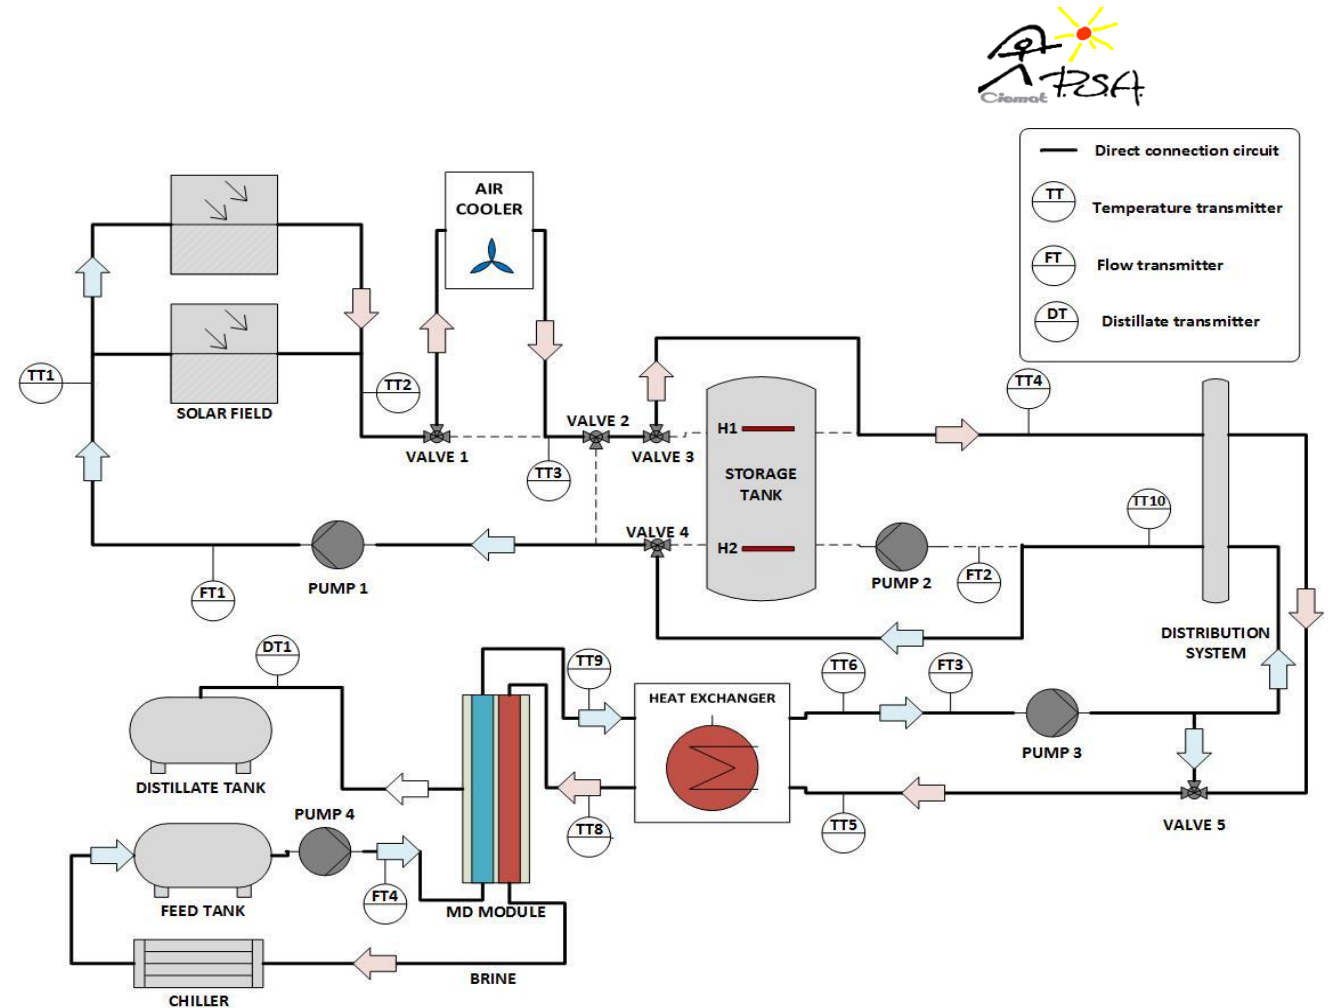 Ciemat P.S.A.
Direct connection circuit
TT
Temperature transmitter
FT
Flow transmitter
DT
Distillate transmitter
AIR
COOLER
TT1
TT2
TT4
SOLAR FIELD
VALVE 1
VALVE 2
VALVE 3
TT3
H1
STORAGE
TANK
H2
TT10
VALVE 4
PUMP 1
PUMP 2
FT1
FT2
DISTRIBUTION
SYSTEM
DT1
TT9
TT6
FT3
HEAT EXCHANGER
PUMP 3
DISTILLATE TANK
PUMP 4
TT8
TT5
VALVE 5
FT4
FEED TANK
MD MODULE
BRINE
CHILLER